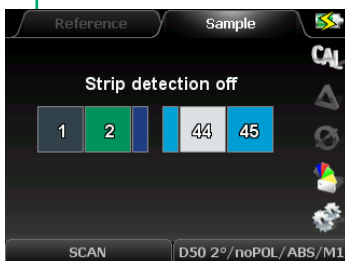 Reference Sample
CAL
Strip detection off
1 2 44 45
SCAN D50 2°/noPOL/ABS/M1